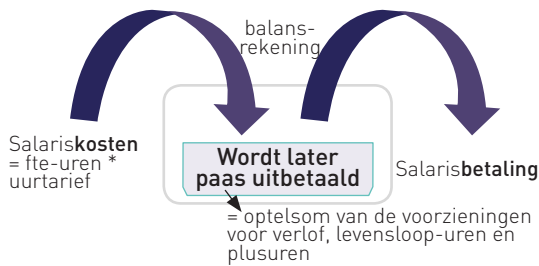 balans-
rekening
Salariskosten
= fte-uren *
uurtarief
Wordt later
paas uitbetaald
Salarisbetaling
= optelsom van de voorzieningen
voor verlof, levensloop-uren en
plusuren